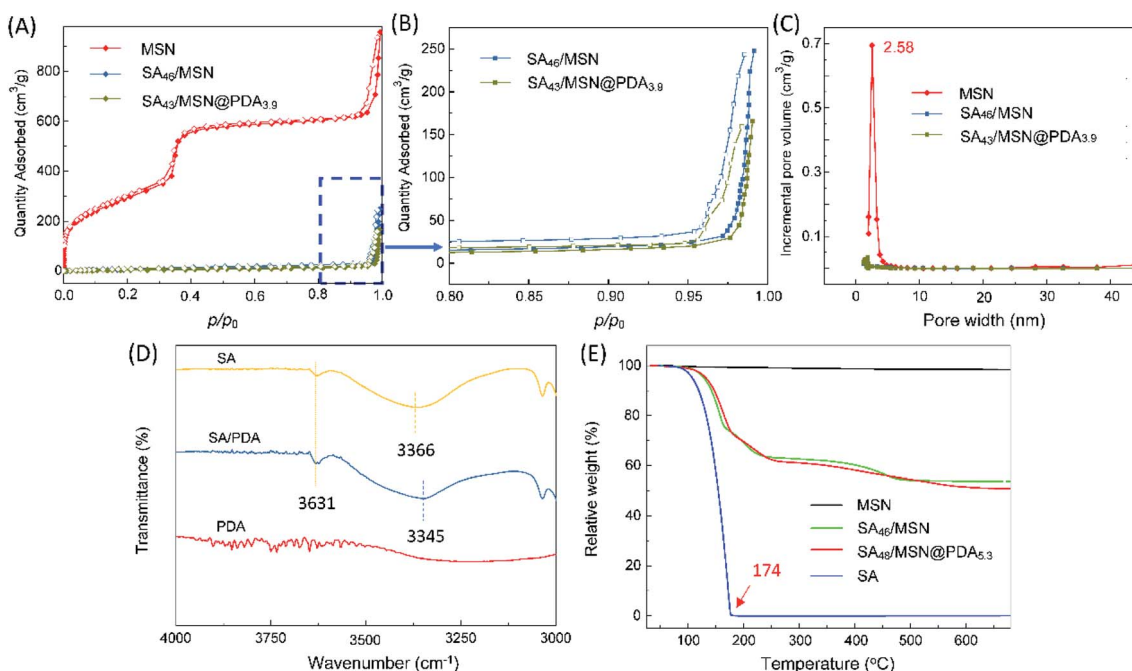 (A)
Quantity Adsorbed (cm³/g)
800
600
400
200
0
MSN
SA₄₆/MSN
SA₄₃/MSN@PDA₃.₉
0.0 0.2 0.4 0.6 0.8 1.0
p/p₀
(B)
Quantity Adsorbed (cm³/g)
250
200
150
100
50
0
SA₄₆/MSN
SA₄₃/MSN@PDA₃.₉
0.80 0.85 0.90 0.95 1.00
p/p₀
(C)
Incremental pore volume (cm³/g)
0.7
0.5
0.3
0.1
2.58
MSN
SA₄₆/MSN
SA₄₃/MSN@PDA₃.₉
0 10 20 30 40
Pore width (nm)
(D)
Transmittance (%)
SA
3366
SA/PDA
3631
3345
PDA
4000 3750 3500 3250 3000
Wavenumber (cm⁻¹)
(E)
Relative weight (%)
100
80
60
40
20
0
MSN
SA₄₆/MSN
SA₄₈/MSN@PDA₅.₃
SA
174
100 200 300 400 500 600
Temperature (°C)